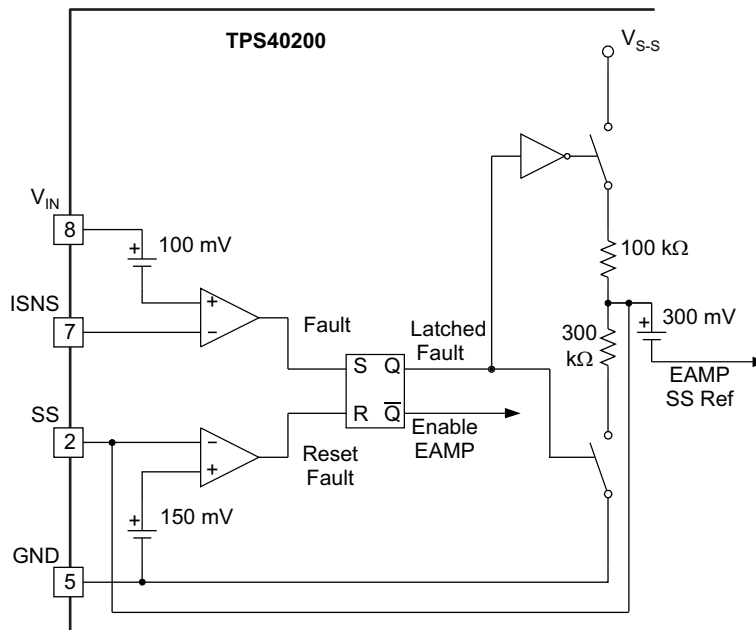 TPS40200
V_S-S
V_IN
8
+
100 mV
100 kΩ
ISNS
7
+
−
Fault
Latched
Fault
300
kΩ
+
300 mV
EAMP
SS Ref
S Q
R Q̅
Enable
EAMP
SS
2
−
+
Reset
Fault
+
150 mV
GND
5